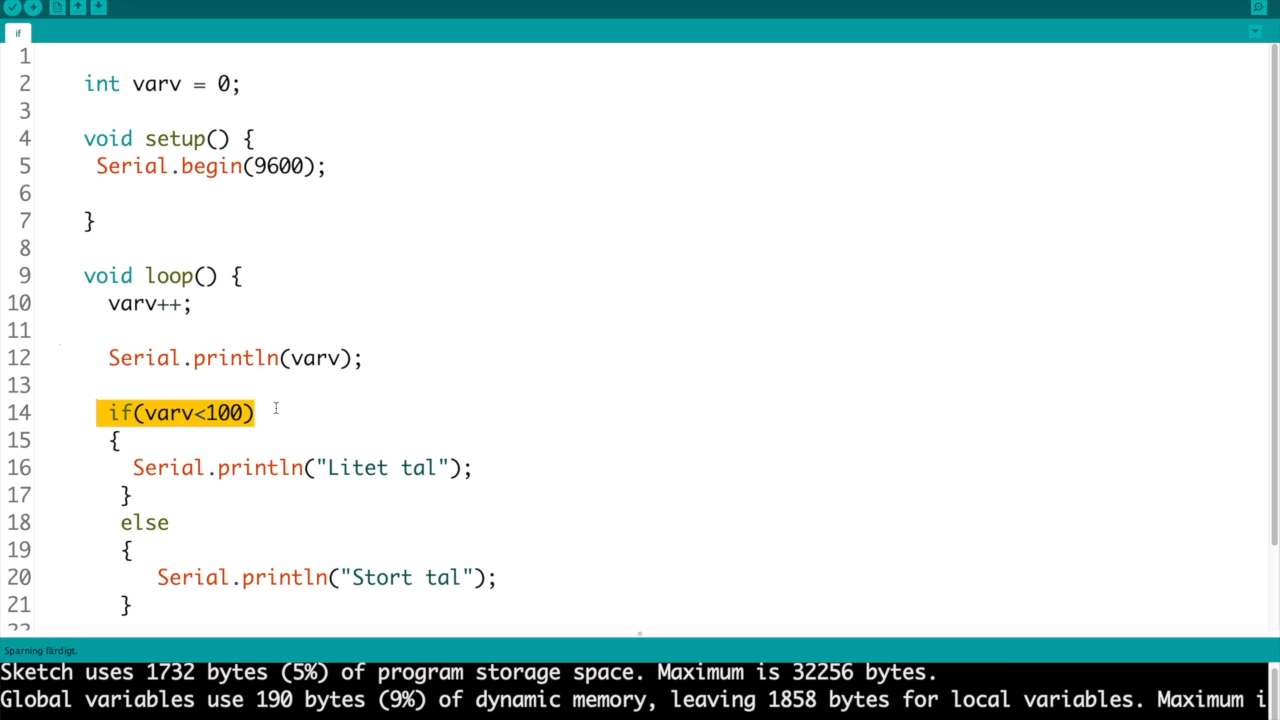 if
1
2 int varv = 0;
3
4 void setup() {
5 Serial.begin(9600);
6
7 }
8
9 void loop() {
10 varv++;
11
12 Serial.println(varv);
13
14 if(varv<100)
15 {
16 Serial.println("Litet tal");
17 }
18 else
19 {
20 Serial.println("Stort tal");
21 }
22
Sparning färdigt.
Sketch uses 1732 bytes (5%) of program storage space. Maximum is 32256 bytes.
Global variables use 190 bytes (9%) of dynamic memory, leaving 1858 bytes for local variables. Maximum i